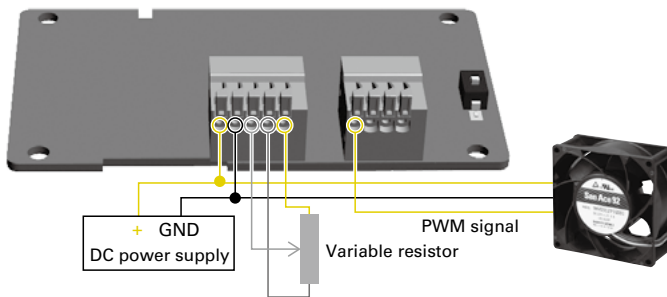 San Ace 92
PWM signal
+ GND
DC power supply
Variable resistor